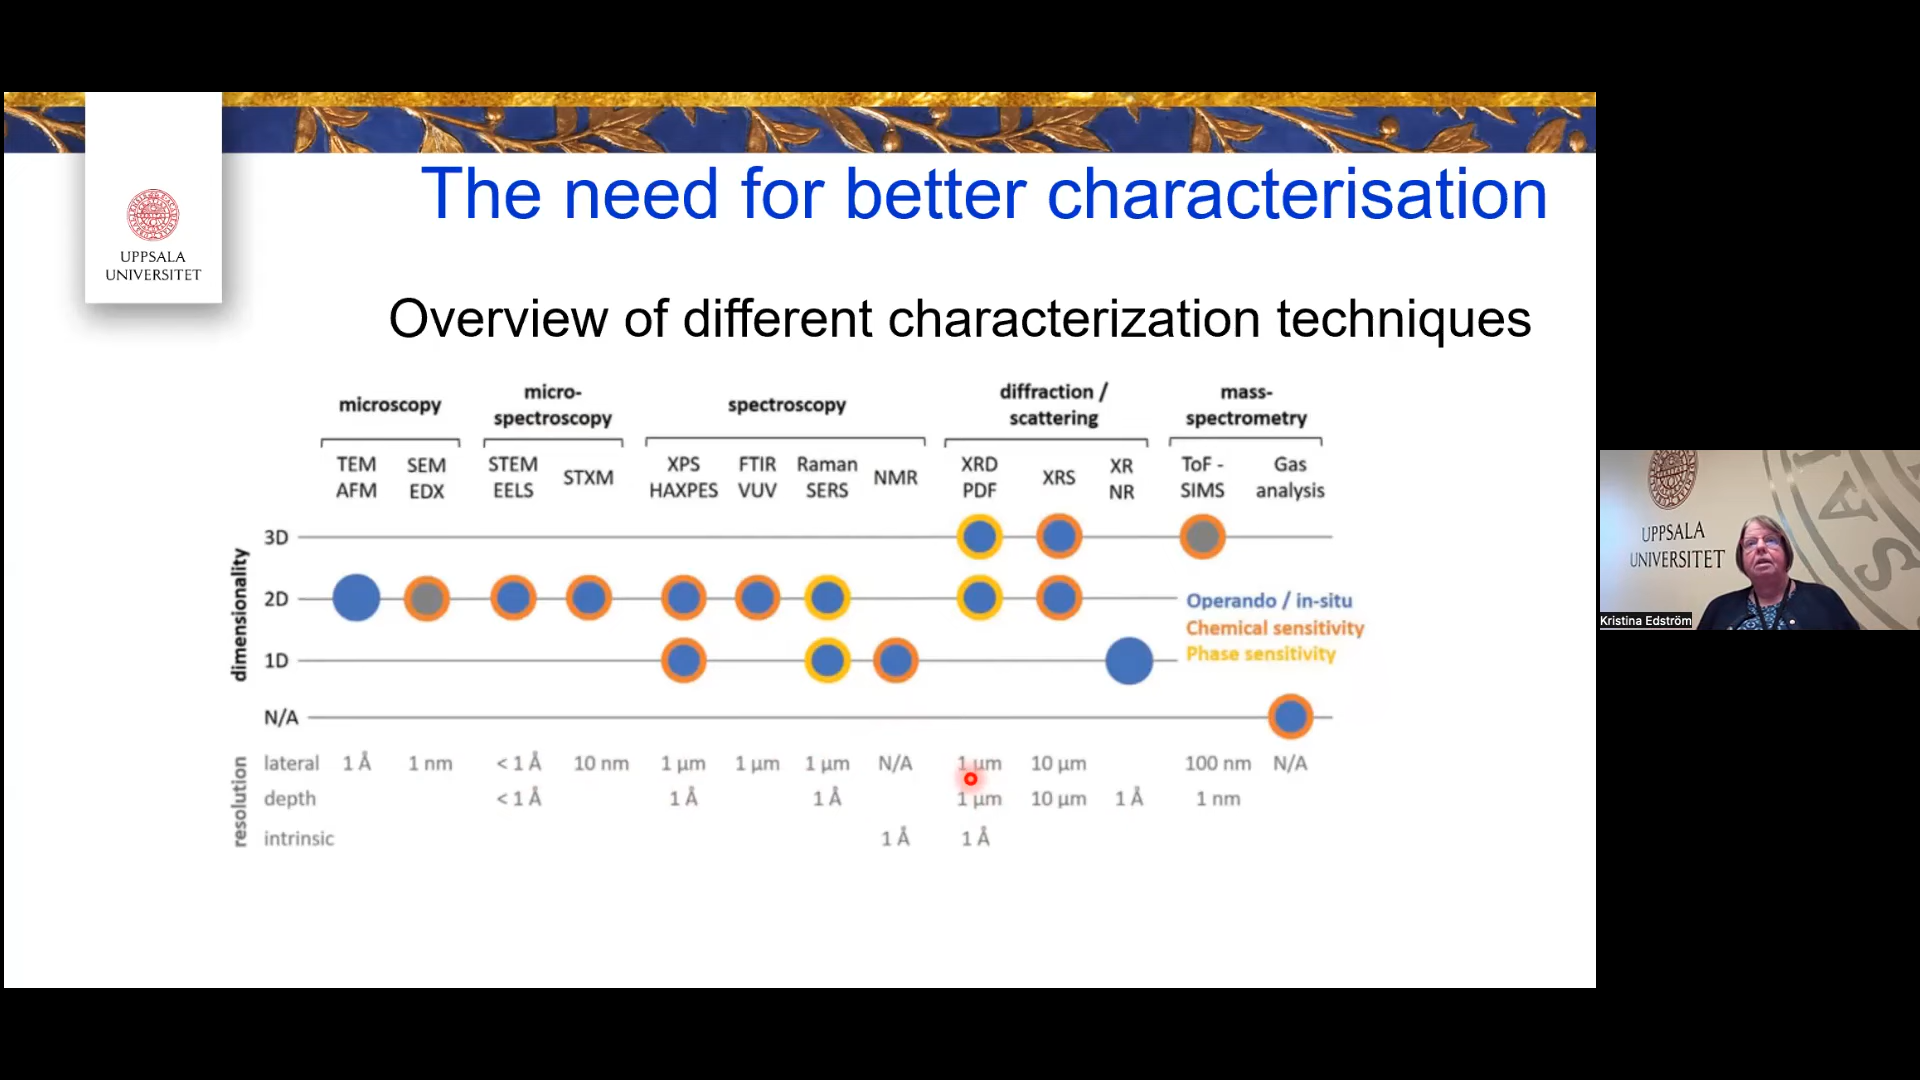 The need for better characterisation
UPPSALA
UNIVERSITET
Overview of different characterization techniques
microscopy
micro-
spectroscopy
spectroscopy
diffraction /
scattering
mass-
spectrometry
TEM
AFM
SEM
EDX
STEM
EELS
STXM
XPS
HAXPES
FTIR
VUV
Raman
SERS
NMR
XRD
PDF
XRS
XR
NR
ToF -
SIMS
Gas
analysis
dimensionality
3D
2D
1D
N/A
Operando / in-situ
Chemical sensitivity
Phase sensitivity
resolution
lateral 1 Å 1 nm < 1 Å 10 nm 1 µm 1 µm 1 µm N/A 1 µm 10 µm 100 nm N/A
depth < 1 Å 1 Å 1 Å 1 µm 10 µm 1 Å 1 nm
intrinsic 1 Å 1 Å
UPPSALA
UNIVERSITET
Kristina Edström